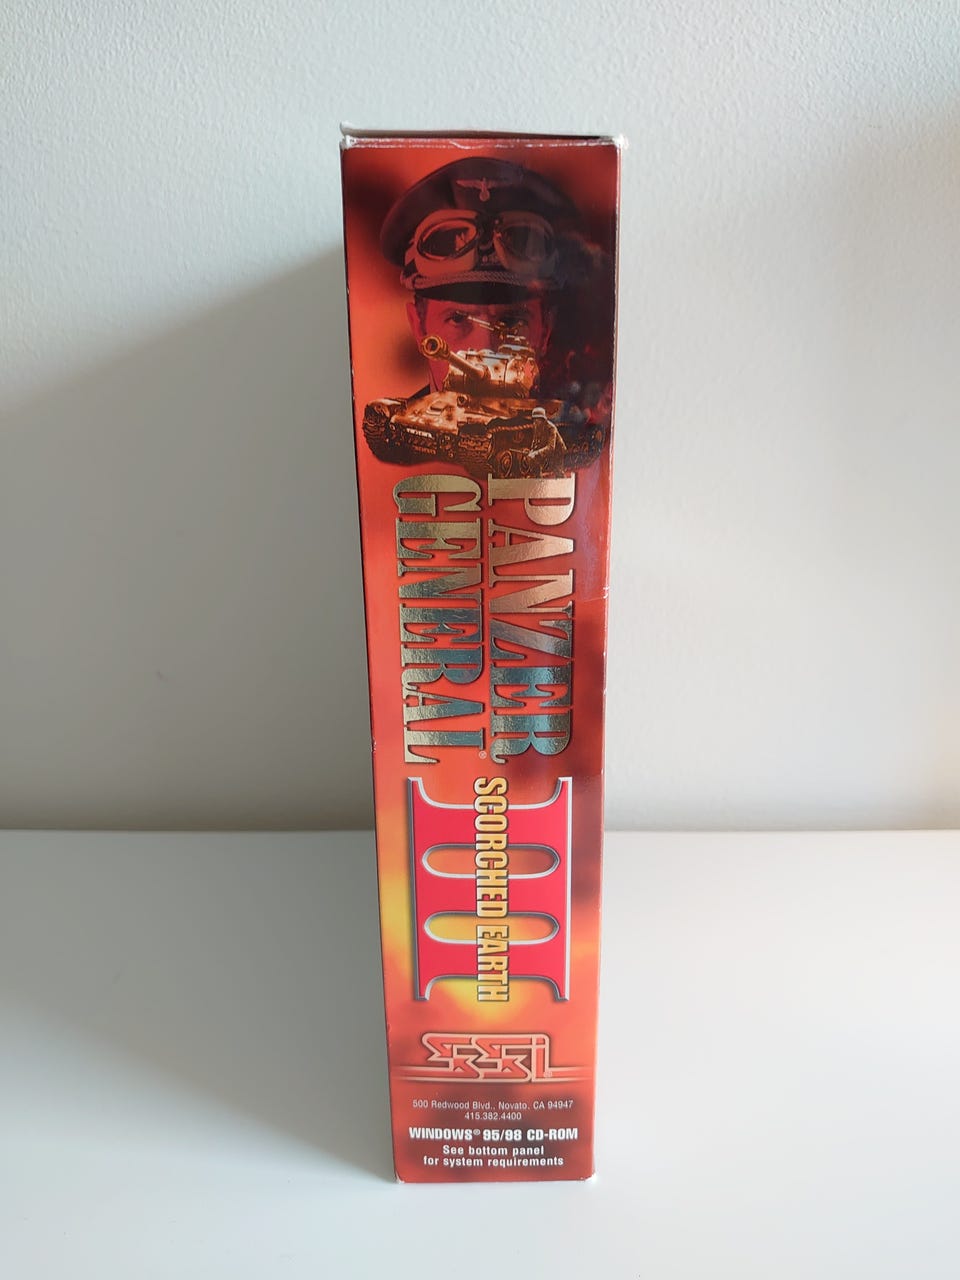 PANZER
GENERAL®
III
SCORCHED EARTH
SSI®
500 Redwood Blvd., Novato, CA 94947
415.382.4400
WINDOWS® 95/98 CD-ROM
See bottom panel
for system requirements